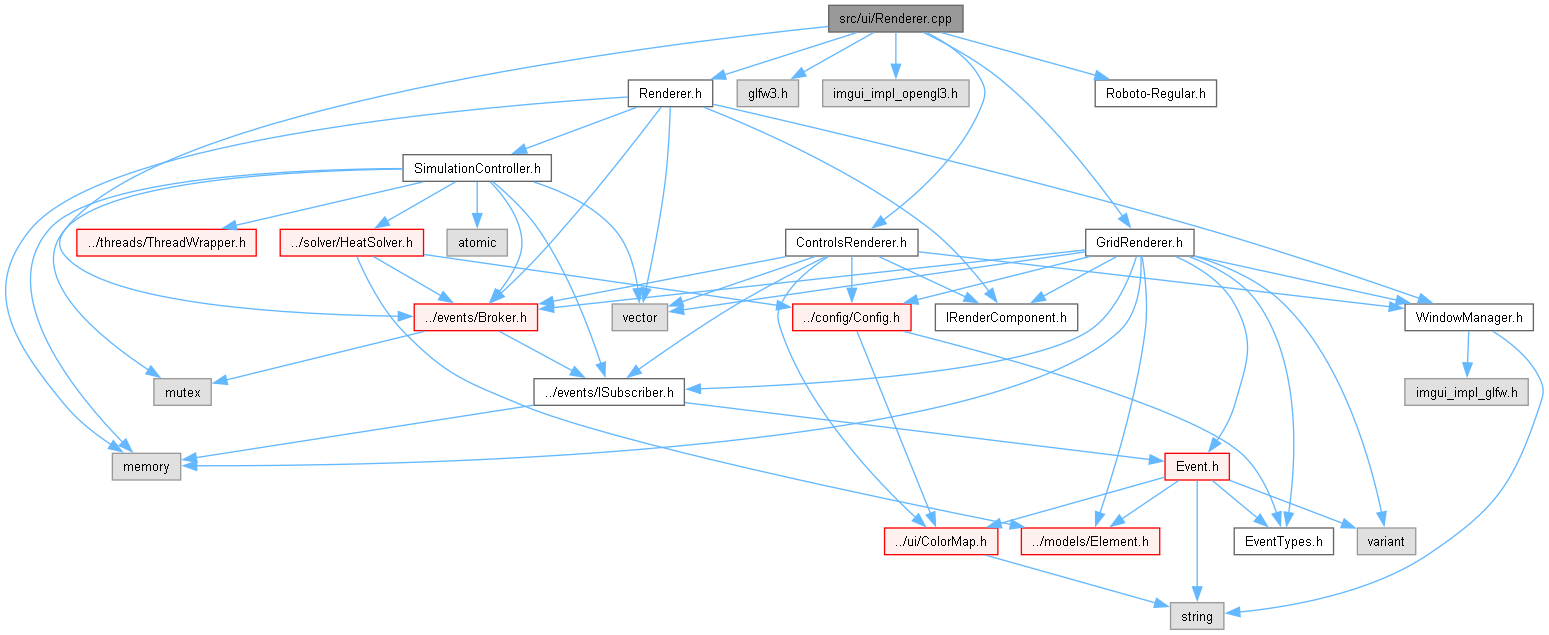 src/ui/Renderer.cpp
Renderer.h
glfw3.h
imgui_impl_opengl3.h
Roboto-Regular.h
SimulationController.h
../threads/ThreadWrapper.h
../solver/HeatSolver.h
atomic
ControlsRenderer.h
GridRenderer.h
../events/Broker.h
vector
../config/Config.h
IRenderComponent.h
WindowManager.h
mutex
../events/ISubscriber.h
imgui_impl_glfw.h
memory
Event.h
../ui/ColorMap.h
../models/Element.h
EventTypes.h
variant
string